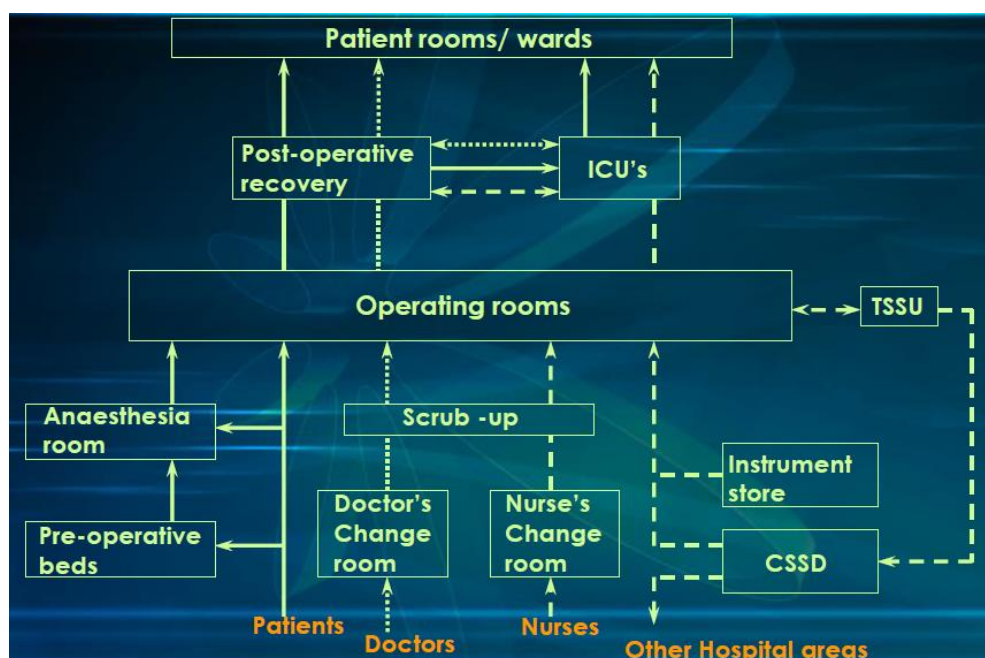 Patient rooms/ wards
Post-operative
recovery
ICU's
Operating rooms
TSSU
Anaesthesia
room
Scrub -up
Instrument
store
Doctor's
Change
room
Nurse's
Change
room
Pre-operative
beds
CSSD
Patients
Doctors
Nurses
Other Hospital areas